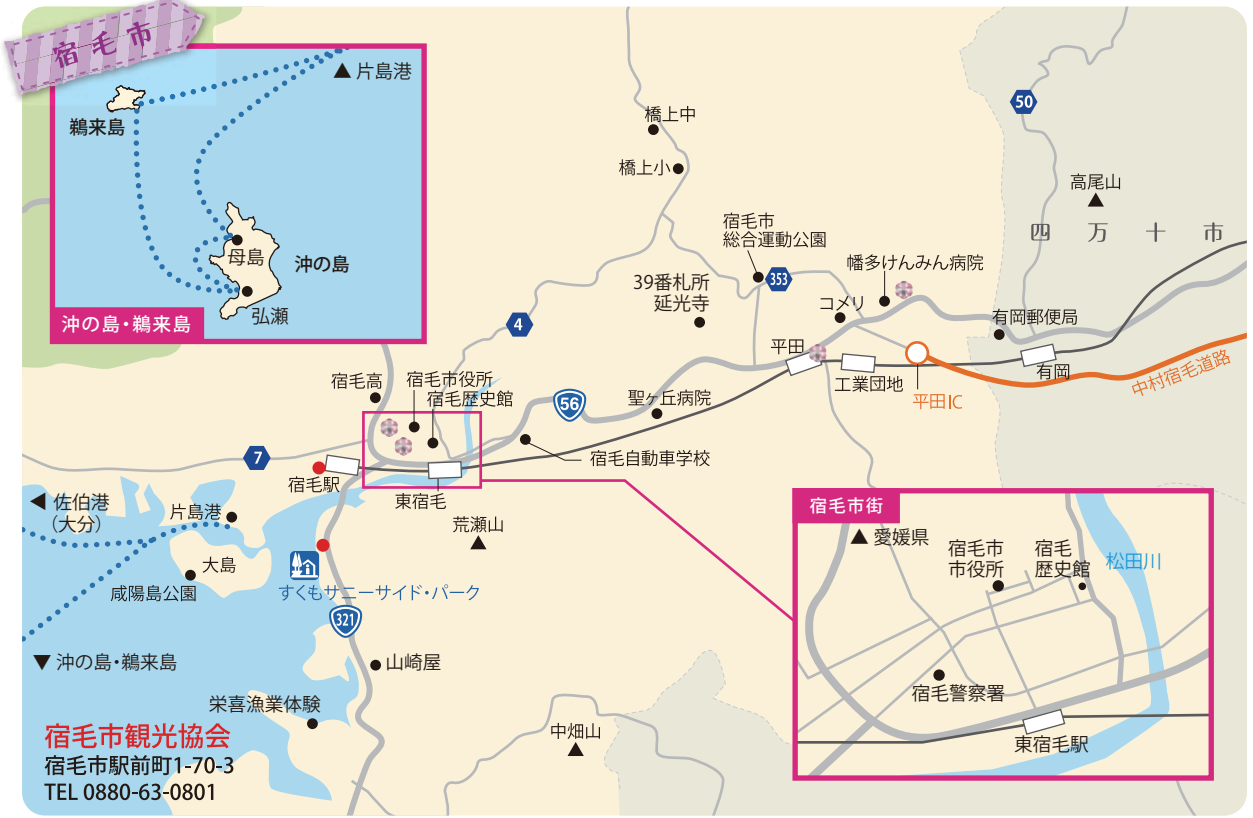 宿毛市
▲片島港
鵜来島
母島
沖の島
弘瀬
沖の島・鵜来島
橋上中
橋上小
50
高尾山
四万十市
宿毛市
総合運動公園
353
幡多けんみん病院
39番札所
延光寺
コメリ
有岡郵便局
4
平田
工業団地
有岡
中村宿毛道路
平田IC
宿毛高
宿毛市役所
宿毛歴史館
56
聖ヶ丘病院
宿毛自動車学校
7
宿毛駅
東宿毛
◀佐伯港
(大分)
片島港
荒瀬山
大島
咸陽島公園
すくもサニーサイド・パーク
321
▼沖の島・鵜来島
山崎屋
栄喜漁業体験
中畑山
宿毛市観光協会
宿毛市駅前町1-70-3
TEL 0880-63-0801
宿毛市街
▲愛媛県
宿毛市
市役所
宿毛
歴史館
松田川
宿毛警察署
東宿毛駅